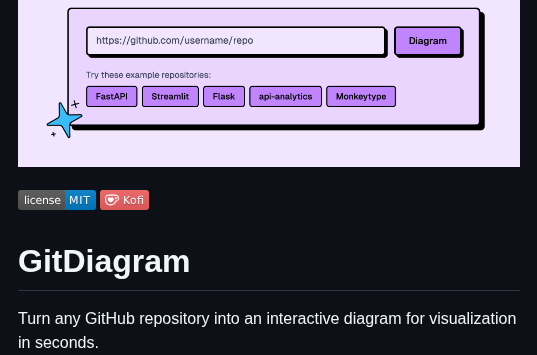 https://github.com/username/repo
Diagram
Try these example repositories:
FastAPI Streamlit Flask api-analytics Monkeytype
license MIT Kofi
GitDiagram
Turn any GitHub repository into an interactive diagram for visualization
in seconds.